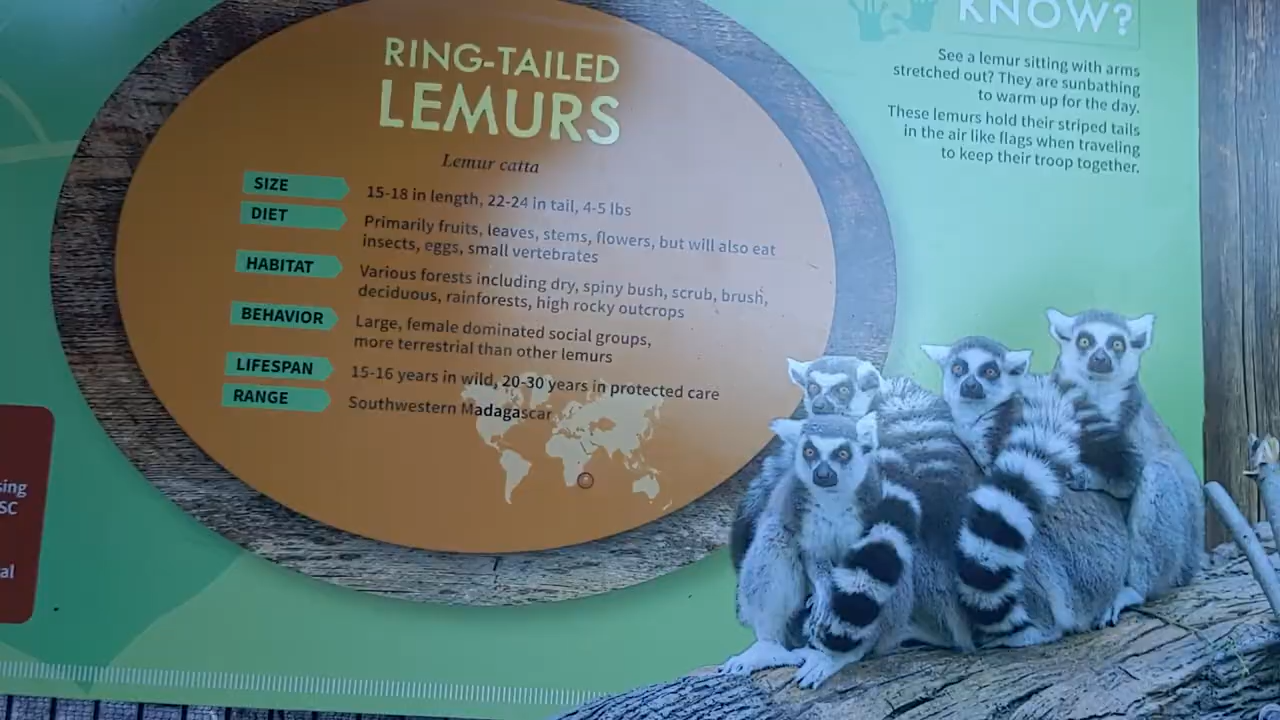 RING-TAILED
LEMURS
Lemur catta
SIZE
15-18 in length, 22-24 in tail, 4-5 lbs
DIET
Primarily fruits, leaves, stems, flowers, but will also eat
insects, eggs, small vertebrates
HABITAT
Various forests including dry, spiny bush, scrub, brush,
deciduous, rainforests, high rocky outcrops
BEHAVIOR
Large, female dominated social groups,
more terrestrial than other lemurs
LIFESPAN
15-16 years in wild, 20-30 years in protected care
RANGE
Southwestern Madagascar
KNOW?
See a lemur sitting with arms
stretched out? They are sunbathing
to warm up for the day.
These lemurs hold their striped tails
in the air like flags when traveling
to keep their troop together.